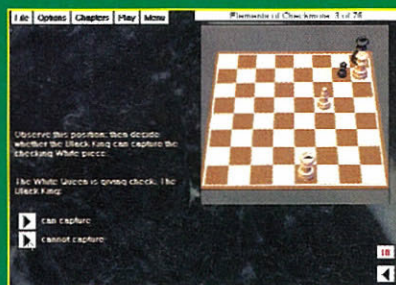 File Options Chapters Play Menu
Elements of Checkmate 3 of 76
Observe this position; then decide
whether the Black King can capture the
checking White piece.
The White Queen is giving check. The
Black King:
can capture
cannot capture